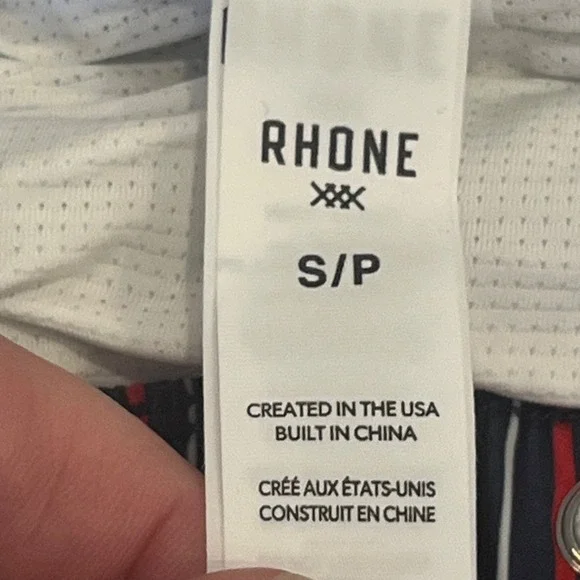 RHONE
S/P
CREATED IN THE USA
BUILT IN CHINA
CRÉÉ AUX ÉTATS-UNIS
CONSTRUIT EN CHINE